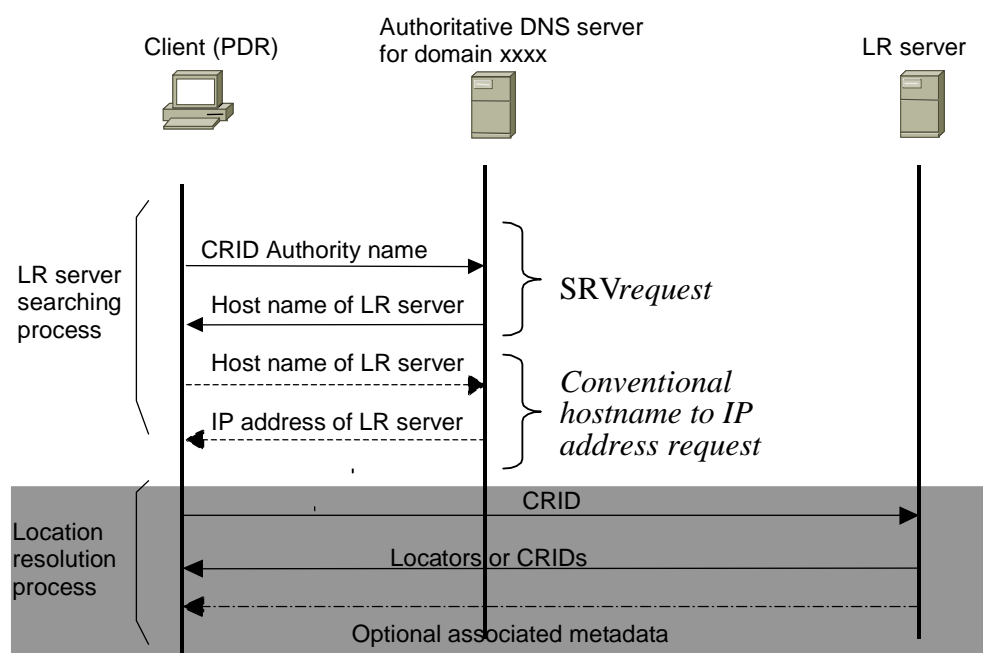 Client (PDR)
Authoritative DNS server
for domain xxxx
LR server
LR server
searching
process
CRID Authority name
Host name of LR server
SRVrequest
Host name of LR server
IP address of LR server
Conventional
hostname to IP
address request
Location
resolution
process
CRID
Locators or CRIDs
Optional associated metadata